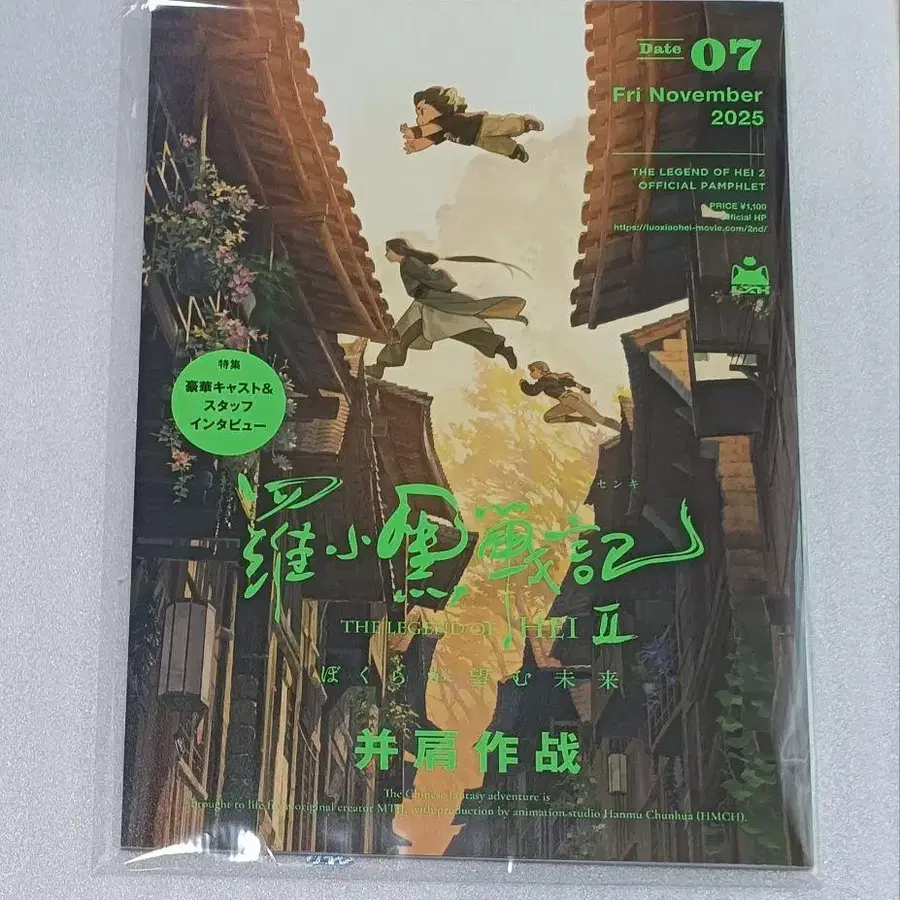 Date 07
Fri November
2025
THE LEGEND OF HEI 2
OFFICIAL PAMPHLET
PRICE ¥1,100
HP
https://luoxiaohei-movie.com/2nd/
LXH
特集
豪華キャスト&
スタッフ
インタビュー
センキ
羅小黒戦記
THE LEGEND OF HEI II
ぼくらが望む未来
并肩作战
The Chinese fantasy adventure is
brought to life from original creator MTJJ, with production by animation studio Hanmu Chunhua (HMCH).